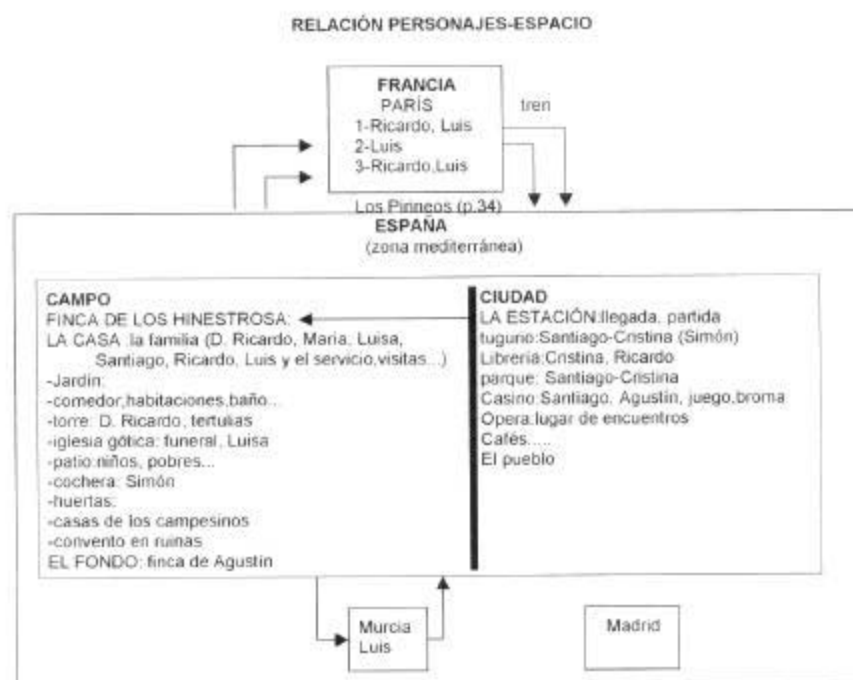 RELACIÓN PERSONAJES-ESPACIO
FRANCIA
PARÍS
1-Ricardo, Luis
2-Luis
3-Ricardo,Luis
tren
Los Pirineos (p.34)
ESPAÑA
(zona mediterránea)
CAMPO
FINCA DE LOS HINESTROSA:
LA CASA :la familia (D. Ricardo, María, Luisa,
Santiago, Ricardo, Luis y el servicio,visitas...)
-Jardín:
-comedor,habitaciones,baño...
-torre: D. Ricardo, tertulias
-iglesia gótica: funeral, Luisa
-patio:niños, pobres...
-cochera: Simón
-huertas:
-casas de los campesinos
-convento en ruinas
EL FONDO: finca de Agustín
CIUDAD
LA ESTACIÓN:llegada, partida
tugurio:Santiago-Cristina (Simón)
Librería:Cristina, Ricardo
parque: Santiago-Cristina
Casino:Santiago, Agustín, juego,broma
Opera:lugar de encuentros
Cafés.....
El pueblo
Murcia
Luis
Madrid